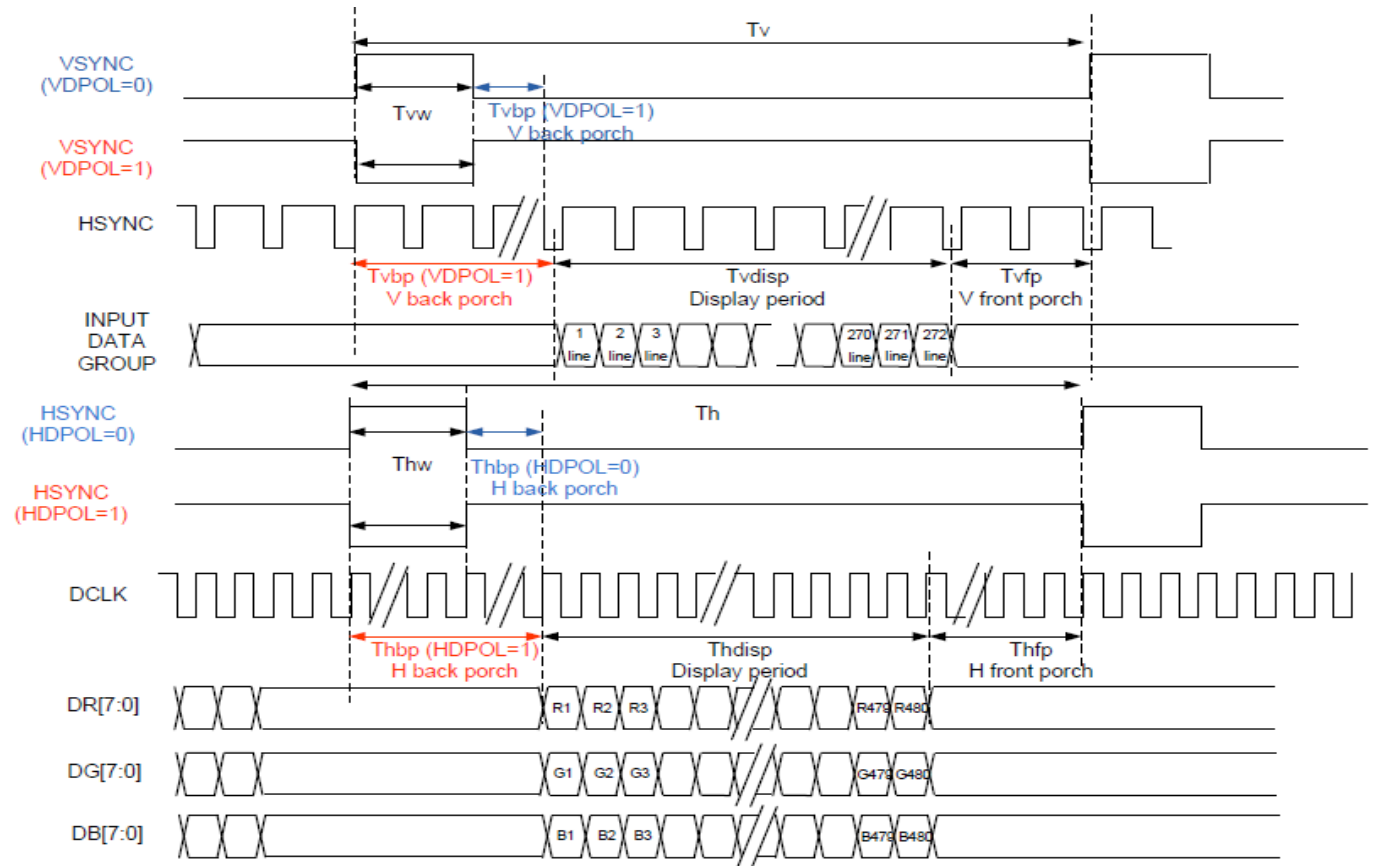 Tv
VSYNC
(VDPOL=0)
Tvw
Tvbp (VDPOL=1)
V back porch
VSYNC
(VDPOL=1)
HSYNC
Tvbp (VDPOL=1)
V back porch
Tvdisp
Display period
Tvfp
V front porch
INPUT
DATA
GROUP
1 2 3 270 271 272
line line line line line line
HSYNC
(HDPOL=0)
Th
Thw
Thbp (HDPOL=0)
H back porch
HSYNC
(HDPOL=1)
DCLK
Thbp (HDPOL=1)
H back porch
Thdisp
Display period
Thfp
H front porch
DR[7:0] R1 R2 R3 R479 R480
DG[7:0] G1 G2 G3 G479 G480
DB[7:0] B1 B2 B3 B479 B480